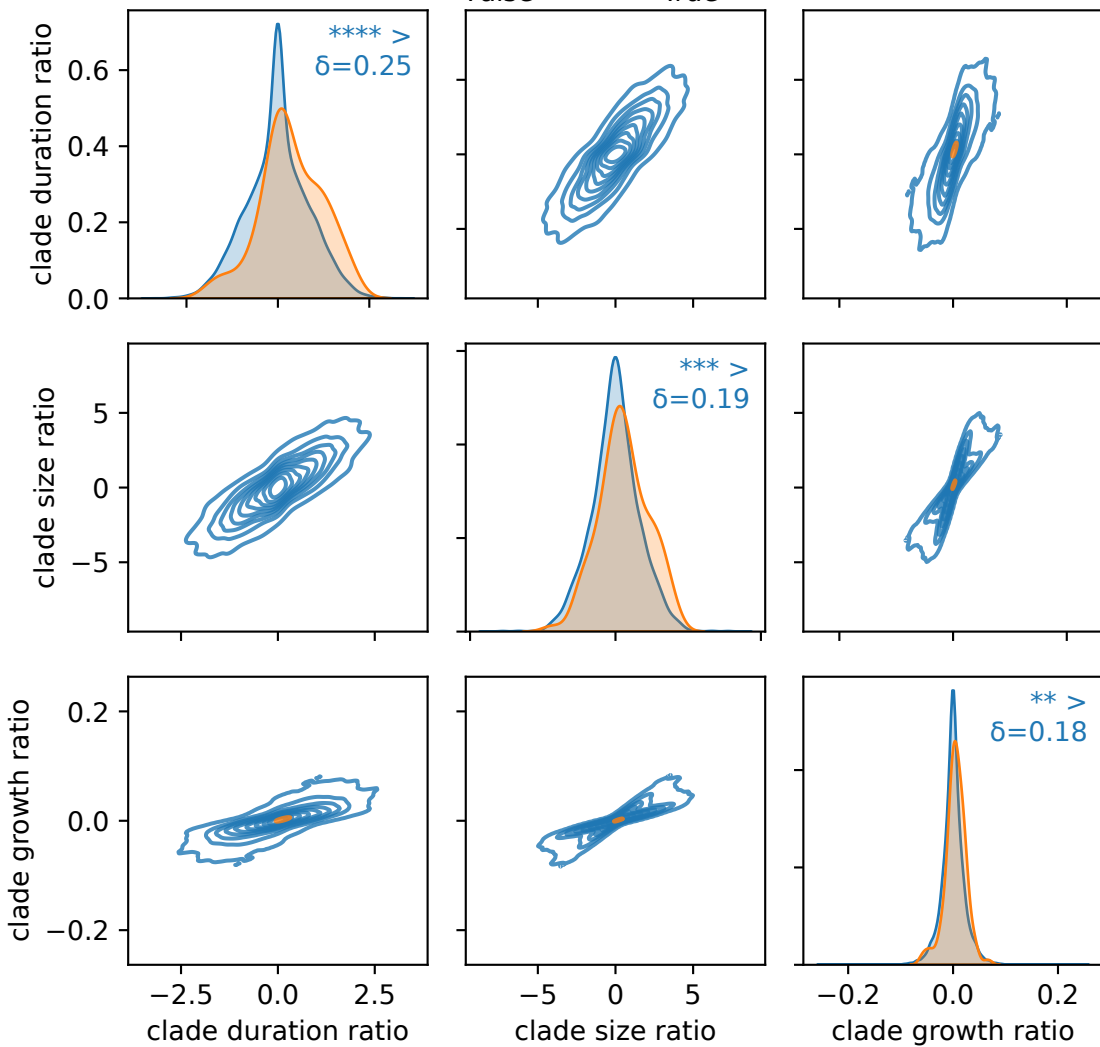 clade duration ratio
0.6
0.4
0.2
0.0
**** >
δ=0.25
clade size ratio
5
0
−5
*** >
δ=0.19
clade growth ratio
0.2
0.0
−0.2
** >
δ=0.18
−2.5 0.0 2.5
clade duration ratio
−5 0 5
clade size ratio
−0.2 0.0 0.2
clade growth ratio